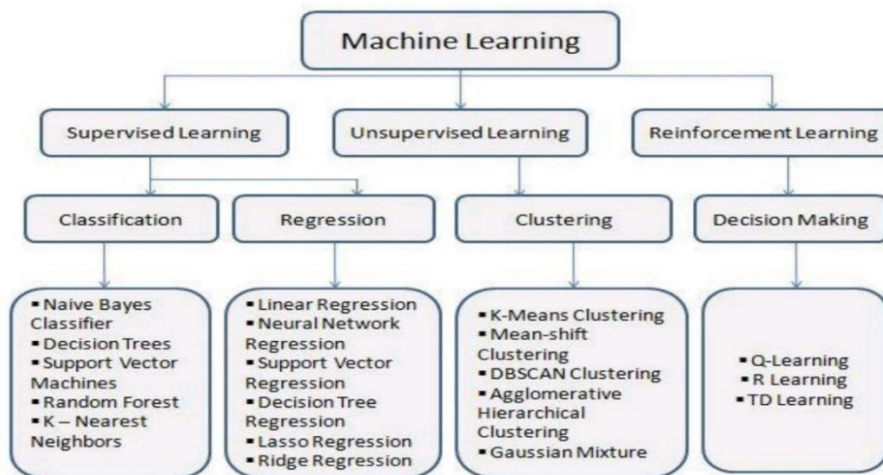 Machine Learning
Supervised Learning
Unsupervised Learning
Reinforcement Learning
Classification
Regression
Clustering
Decision Making
▪ Naive Bayes
Classifier
▪ Decision Trees
▪ Support Vector
Machines
▪ Random Forest
▪ K – Nearest
Neighbors
▪ Linear Regression
▪ Neural Network
Regression
▪ Support Vector
Regression
▪ Decision Tree
Regression
▪ Lasso Regression
▪ Ridge Regression
▪ K-Means Clustering
▪ Mean-shift
Clustering
▪ DBSCAN Clustering
▪ Agglomerative
Hierarchical
Clustering
▪ Gaussian Mixture
▪ Q-Learning
▪ R Learning
▪ TD Learning